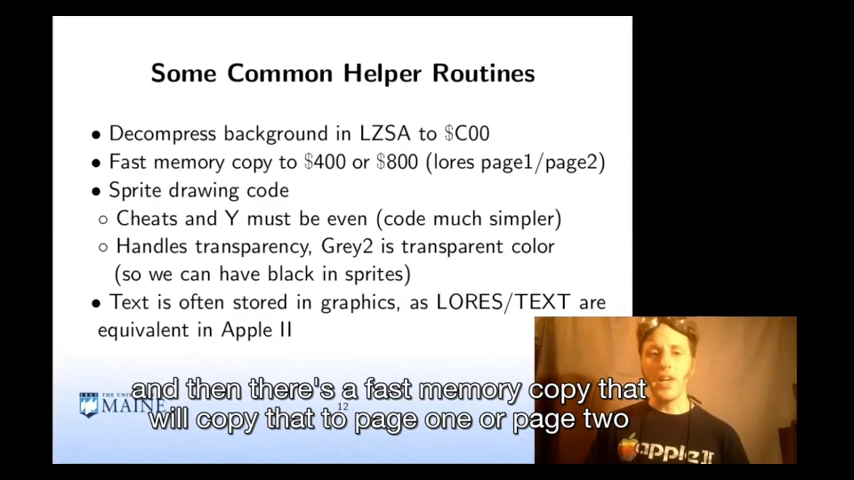 Some Common Helper Routines
• Decompress background in LZSA to $C00
• Fast memory copy to $400 or $800 (lores page1/page2)
• Sprite drawing code
○ Cheats and Y must be even (code much simpler)
○ Handles transparency, Grey2 is transparent color
(so we can have black in sprites)
• Text is often stored in graphics, as LORES/TEXT are
equivalent in Apple II
and then there's a fast memory copy that
will copy that to page one or page two
MAINE
12
apple ][